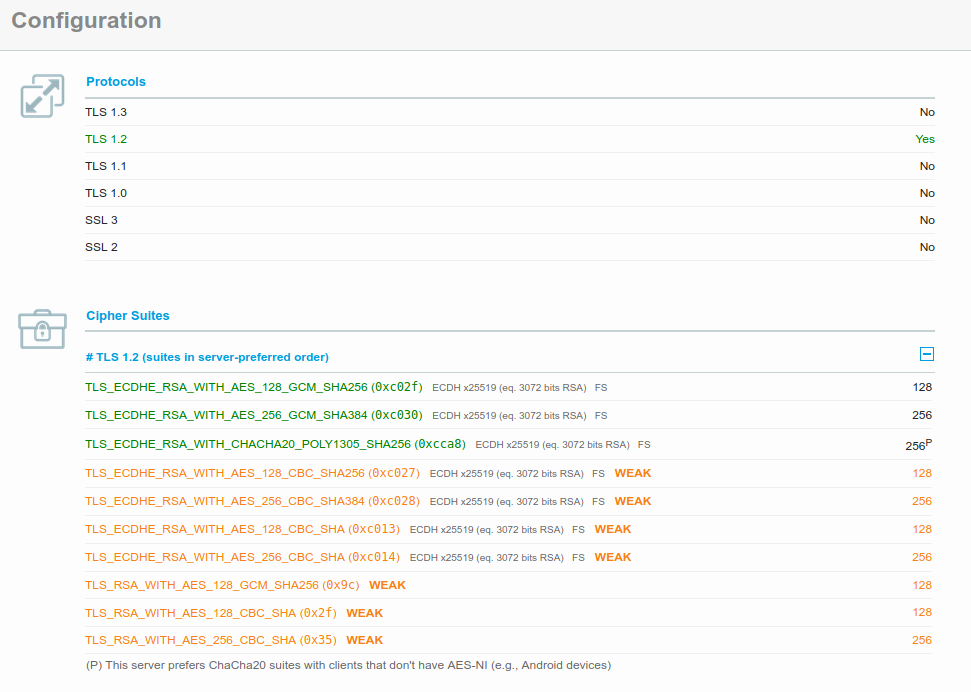 Configuration
Protocols
TLS 1.3 No
TLS 1.2 Yes
TLS 1.1 No
TLS 1.0 No
SSL 3 No
SSL 2 No
Cipher Suites
# TLS 1.2 (suites in server-preferred order)
TLS_ECDHE_RSA_WITH_AES_128_GCM_SHA256 (0xc02f) ECDH x25519 (eq. 3072 bits RSA) FS 128
TLS_ECDHE_RSA_WITH_AES_256_GCM_SHA384 (0xc030) ECDH x25519 (eq. 3072 bits RSA) FS 256
TLS_ECDHE_RSA_WITH_CHACHA20_POLY1305_SHA256 (0xcca8) ECDH x25519 (eq. 3072 bits RSA) FS 256P
TLS_ECDHE_RSA_WITH_AES_128_CBC_SHA256 (0xc027) ECDH x25519 (eq. 3072 bits RSA) FS WEAK 128
TLS_ECDHE_RSA_WITH_AES_256_CBC_SHA384 (0xc028) ECDH x25519 (eq. 3072 bits RSA) FS WEAK 256
TLS_ECDHE_RSA_WITH_AES_128_CBC_SHA (0xc013) ECDH x25519 (eq. 3072 bits RSA) FS WEAK 128
TLS_ECDHE_RSA_WITH_AES_256_CBC_SHA (0xc014) ECDH x25519 (eq. 3072 bits RSA) FS WEAK 256
TLS_RSA_WITH_AES_128_GCM_SHA256 (0x9c) WEAK 128
TLS_RSA_WITH_AES_128_CBC_SHA (0x2f) WEAK 128
TLS_RSA_WITH_AES_256_CBC_SHA (0x35) WEAK 256
(P) This server prefers ChaCha20 suites with clients that don't have AES-NI (e.g., Android devices)